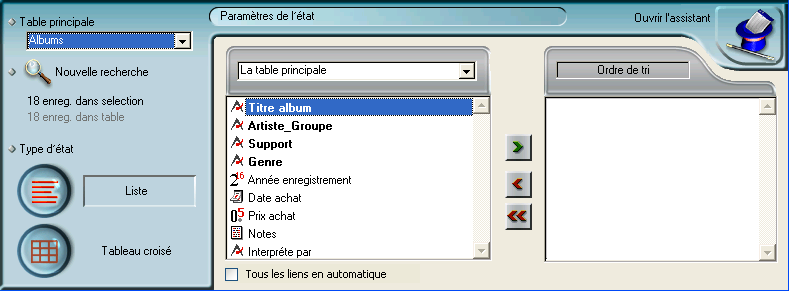 Table principale
Albums
Nouvelle recherche
18 enreg. dans selection
18 enreg. dans table
Type d'état
Liste
Tableau croisé
Paramètres de l'état
Ouvrir l'assistant
La table principale
Titre album
Artiste_Groupe
Support
Genre
Année enregistrement
Date achat
Prix achat
Notes
Interpréte par
Tous les liens en automatique
Ordre de tri